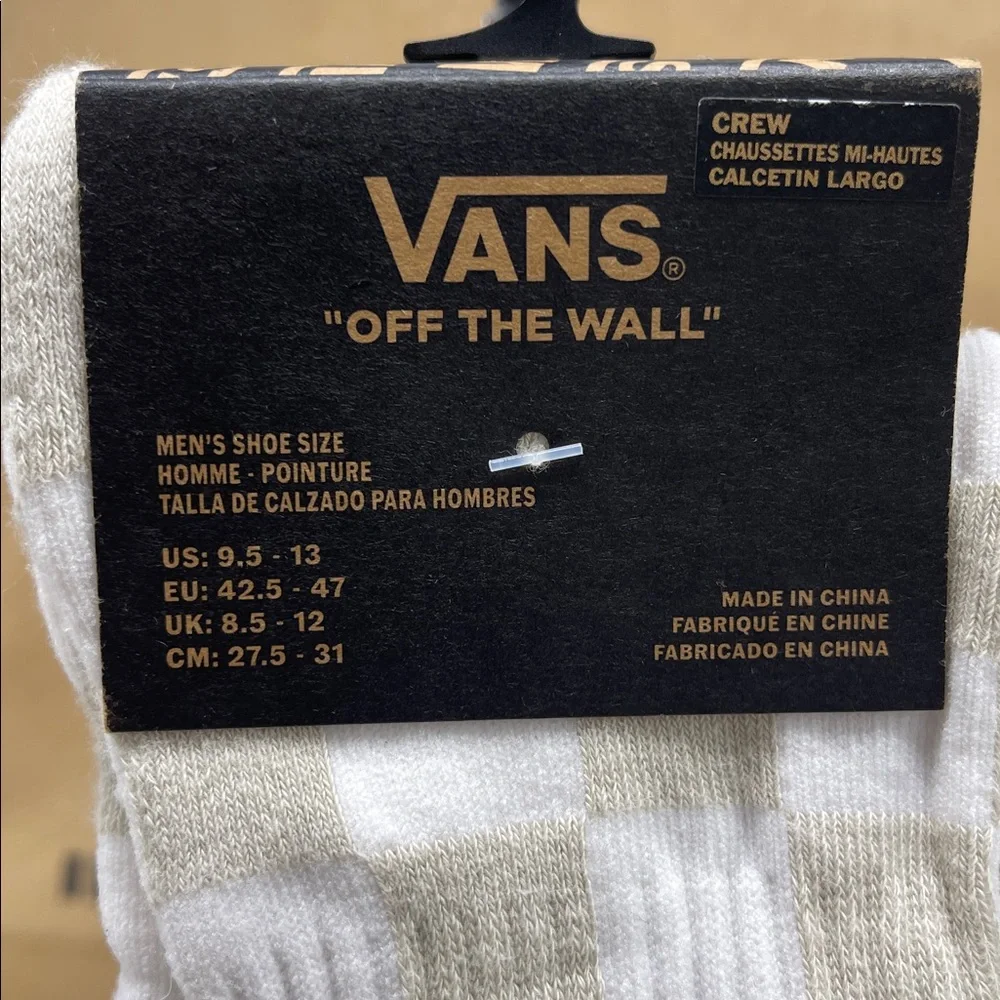 CREW
CHAUSSETTES MI-HAUTES
CALCETIN LARGO
VANS®
"OFF THE WALL"
MEN'S SHOE SIZE
HOMME - POINTURE
TALLA DE CALZADO PARA HOMBRES
US: 9.5 - 13
EU: 42.5 - 47
UK: 8.5 - 12
CM: 27.5 - 31
MADE IN CHINA
FABRIQUÉ EN CHINE
FABRICADO EN CHINA